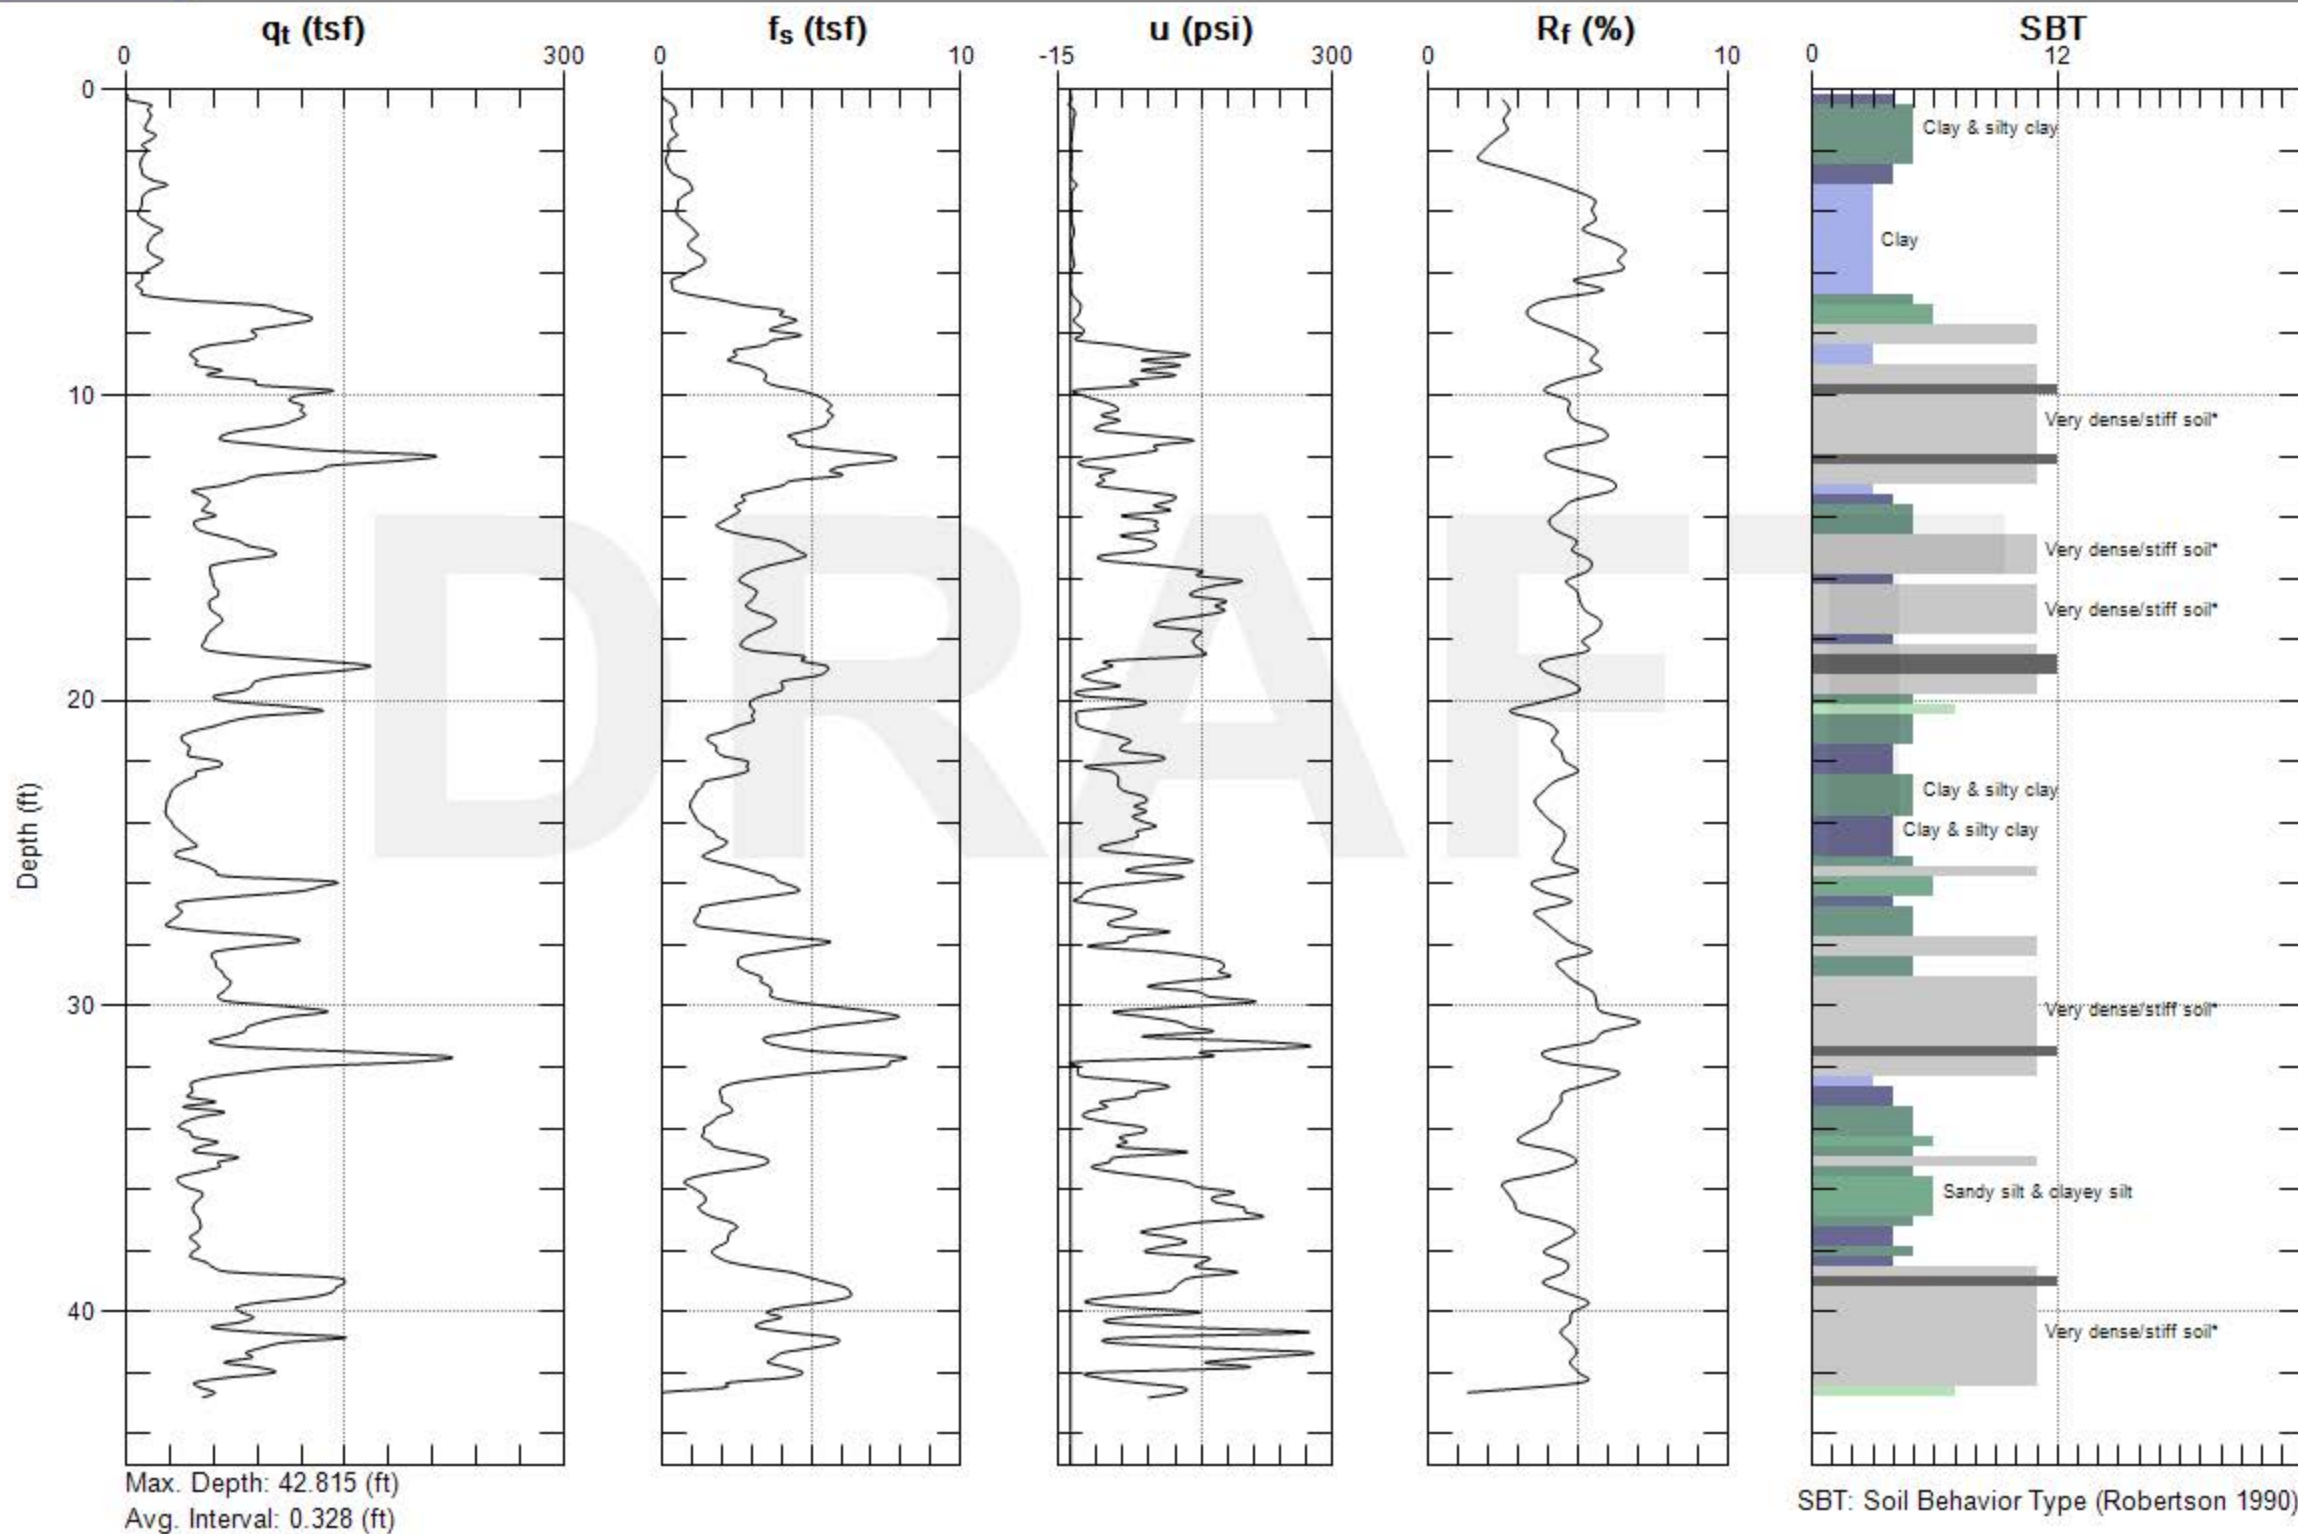 qt (tsf)
fs (tsf)
u (psi)
Rf (%)
SBT
0 300
0 10
-15 300
0 10
0 12
0
10
20
30
40
Depth (ft)
DRAFT
Clay & silty clay
Clay
Very dense/stiff soil*
Very dense/stiff soil*
Very dense/stiff soil*
Clay & silty clay
Clay & silty clay
Very dense/stiff soil*
Sandy silt & clayey silt
Very dense/stiff soil*
Max. Depth: 42.815 (ft)
Avg. Interval: 0.328 (ft)
SBT: Soil Behavior Type (Robertson 1990)